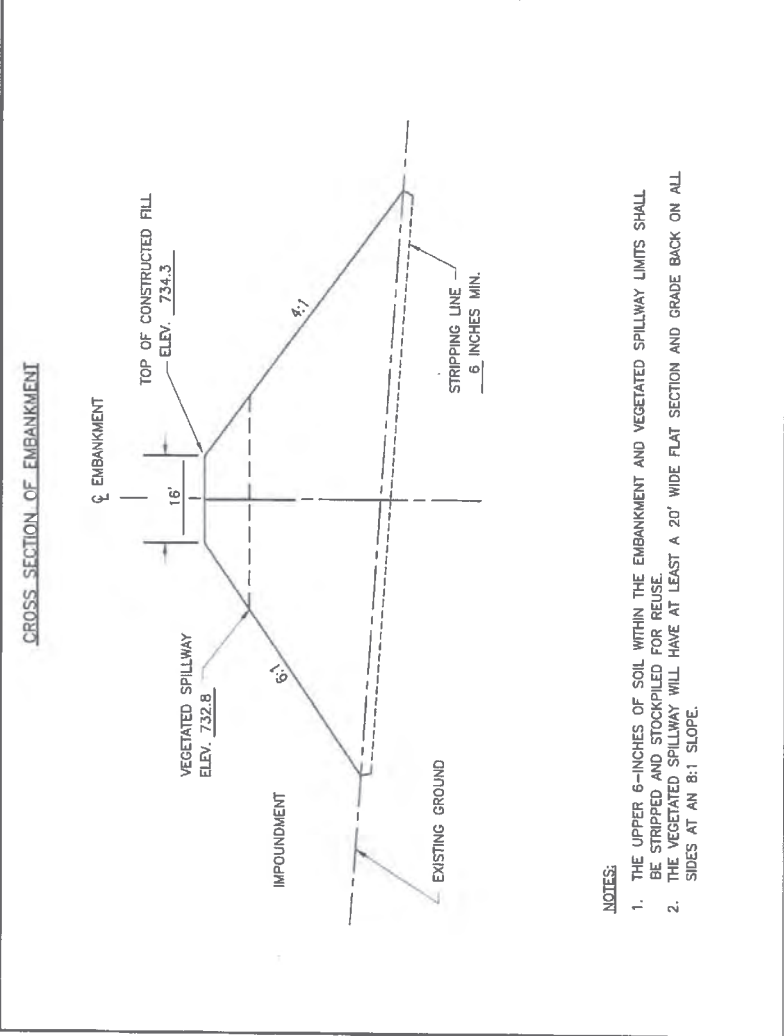 CROSS SECTION OF EMBANKMENT
℄ EMBANKMENT
16'
TOP OF CONSTRUCTED FILL
ELEV. 734.3
VEGETATED SPILLWAY
ELEV. 732.8
6:1
4:1
IMPOUNDMENT
EXISTING GROUND
STRIPPING LINE
6 INCHES MIN.
NOTES:
1. THE UPPER 6-INCHES OF SOIL WITHIN THE EMBANKMENT AND VEGETATED SPILLWAY LIMITS SHALL
BE STRIPPED AND STOCKPILED FOR REUSE.
2. THE VEGETATED SPILLWAY WILL HAVE AT LEAST A 20' WIDE FLAT SECTION AND GRADE BACK ON ALL
SIDES AT AN 8:1 SLOPE.